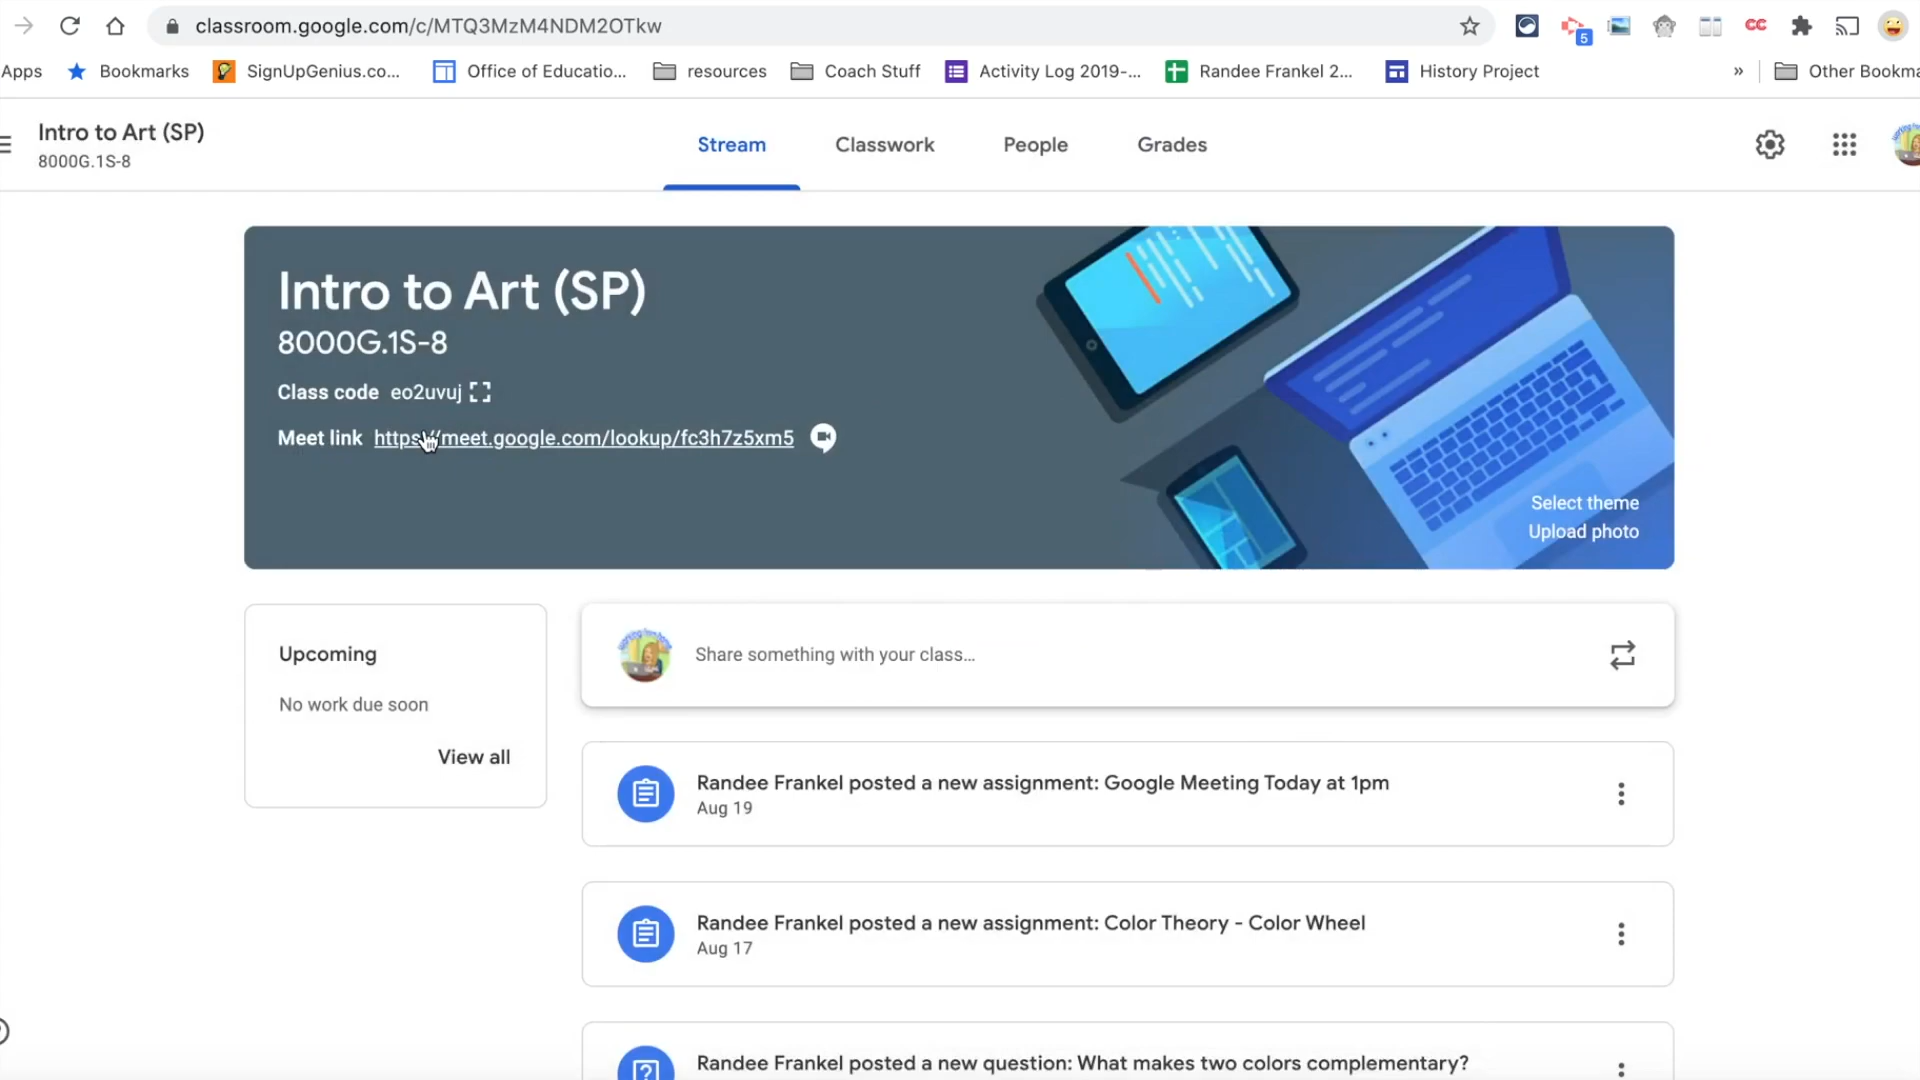 classroom.google.com/c/MTQ3MzM4NDM2OTkw
5
CC
Apps
Bookmarks
SignUpGenius.co...
Office of Educatio...
resources
Coach Stuff
Activity Log 2019-...
Randee Frankel 2...
History Project
»
Other Bookma
Intro to Art (SP)
8000G.1S-8
Stream
Classwork
People
Grades
Intro to Art (SP)
8000G.1S-8
Class code eo2uvuj
Meet link https://meet.google.com/lookup/fc3h7z5xm5
Select theme
Upload photo
Upcoming
No work due soon
View all
Share something with your class...
Randee Frankel posted a new assignment: Google Meeting Today at 1pm
Aug 19
Randee Frankel posted a new assignment: Color Theory - Color Wheel
Aug 17
Randee Frankel posted a new question: What makes two colors complementary?